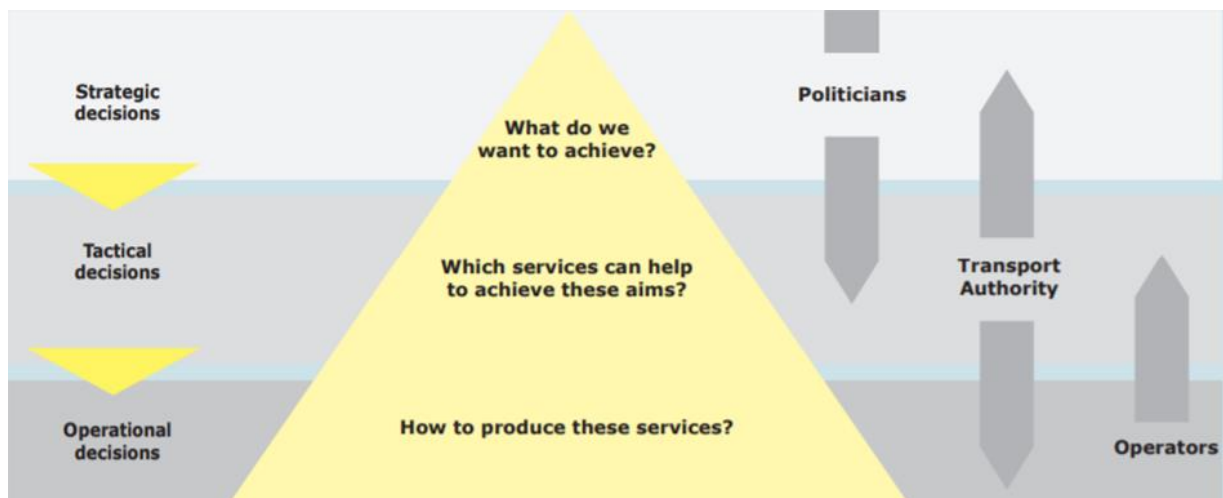 Strategic
decisions
What do we
want to achieve?
Politicians
Tactical
decisions
Which services can help
to achieve these aims?
Transport
Authority
Operational
decisions
How to produce these services?
Operators